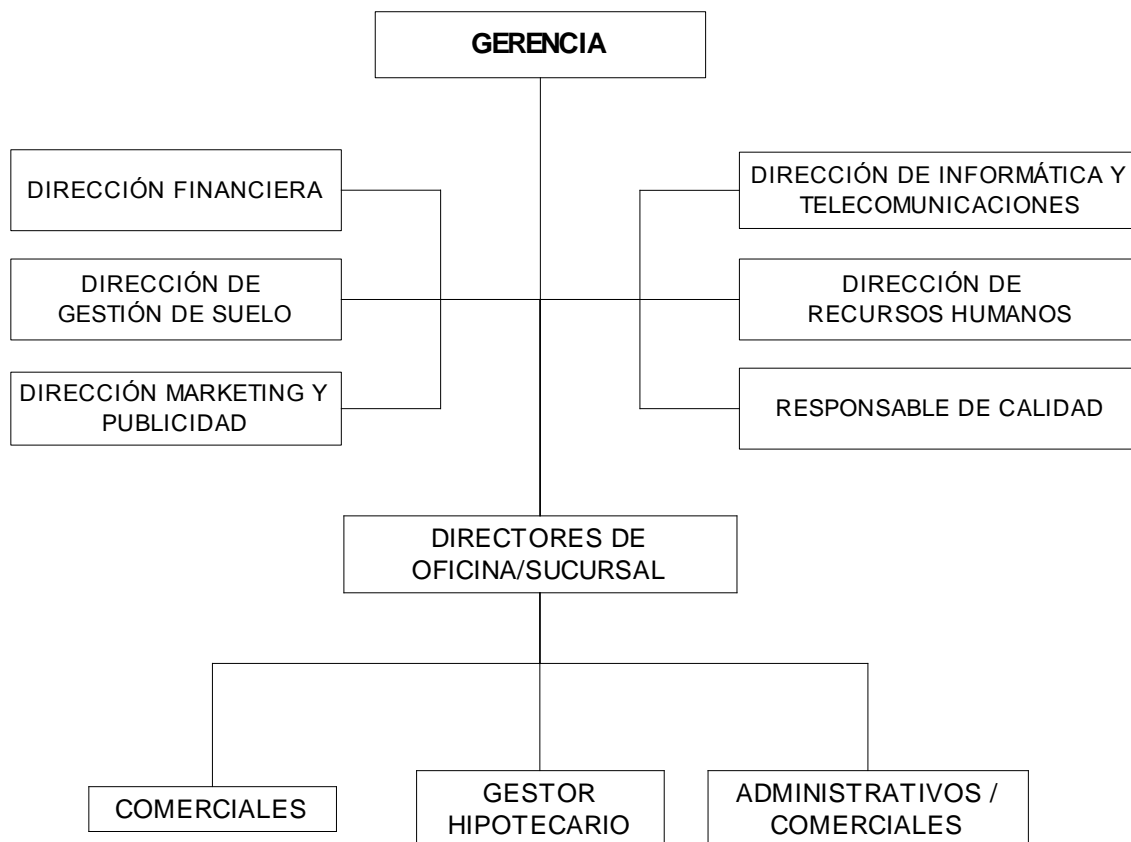 GERENCIA
DIRECCIÓN FINANCIERA
DIRECCIÓN DE INFORMÁTICA Y
TELECOMUNICACIONES
DIRECCIÓN DE
GESTIÓN DE SUELO
DIRECCIÓN DE
RECURSOS HUMANOS
DIRECCIÓN MARKETING Y
PUBLICIDAD
RESPONSABLE DE CALIDAD
DIRECTORES DE
OFICINA/SUCURSAL
COMERCIALES
GESTOR
HIPOTECARIO
ADMINISTRATIVOS /
COMERCIALES